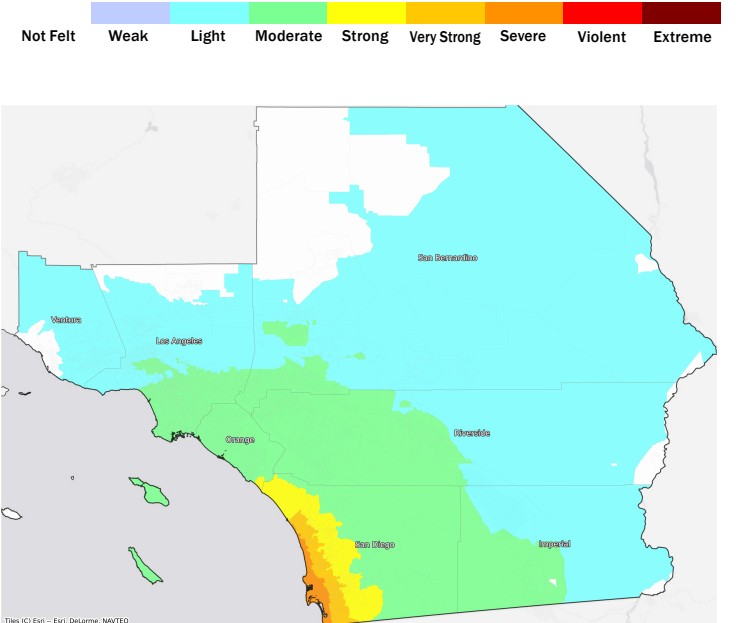 Not Felt Weak Light Moderate Strong Very Strong Severe Violent Extreme
San Bernardino
Ventura
Los Angeles
Riverside
Orange
San Diego
Imperial
Tiles (C) Esri -- Esri, DeLorme, NAVTEQ